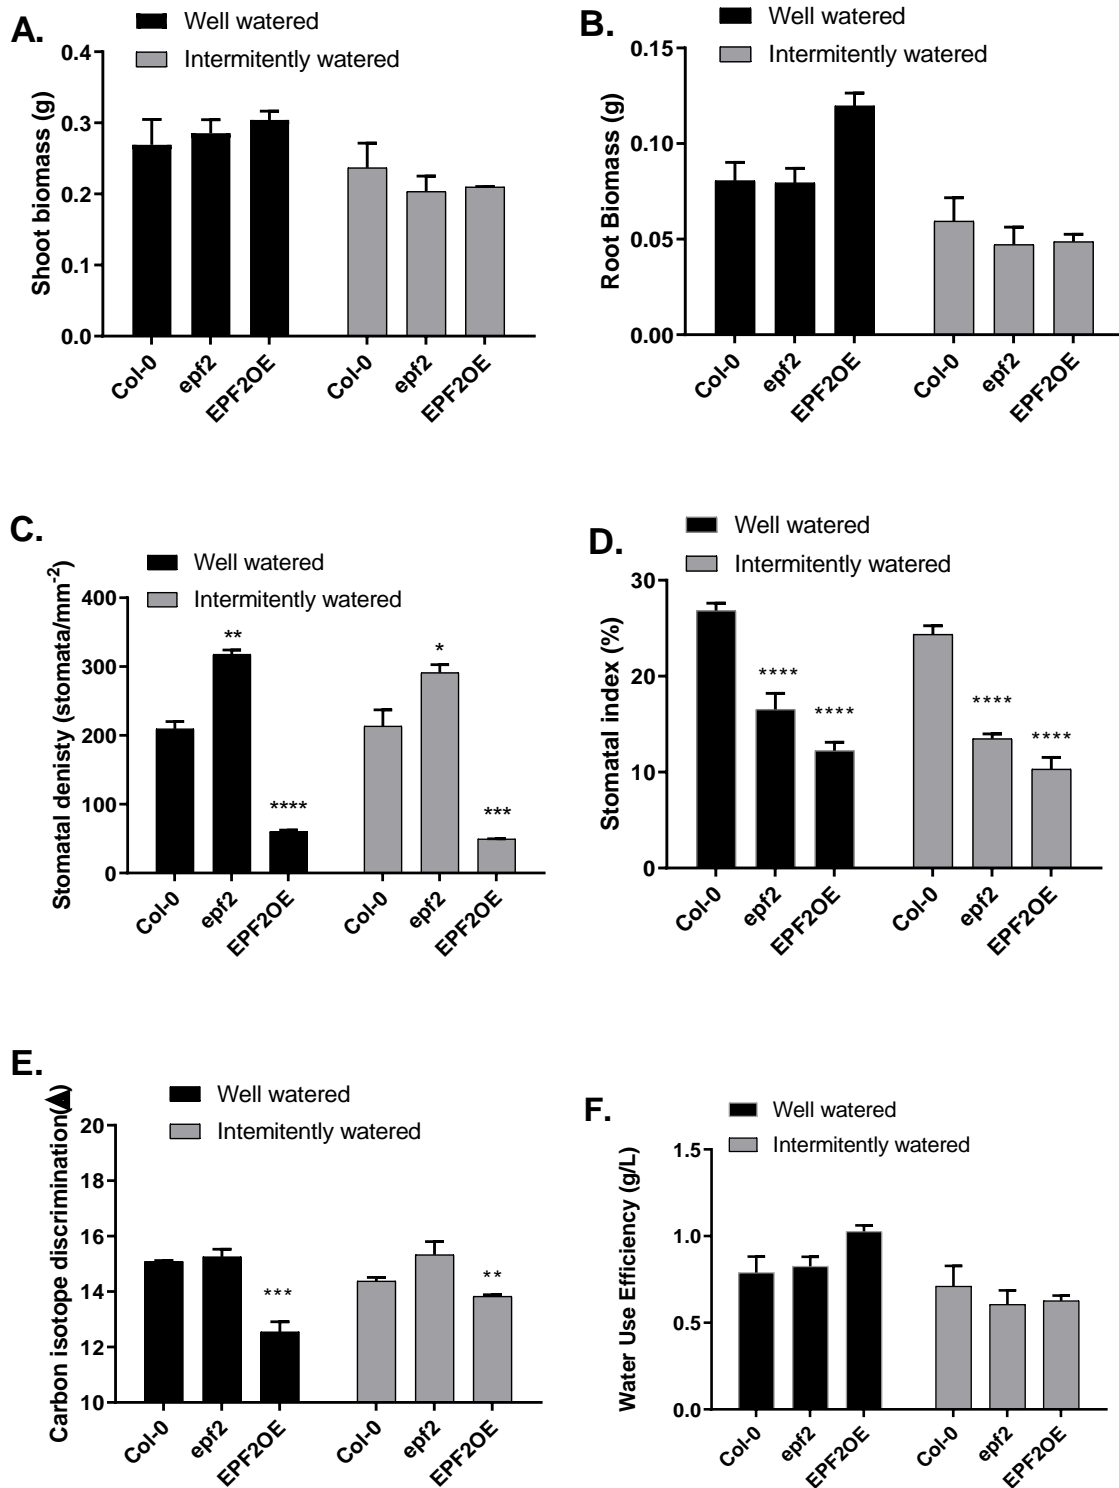 A.
Well watered
Intermitently watered
Shoot biomass (g)
0.4
0.3
0.2
0.1
0.0
Col-0
epf2
EPF2OE
Col-0
epf2
EPF2OE
B.
Well watered
Intermitently watered
Root Biomass (g)
0.15
0.10
0.05
0.00
Col-0
epf2
EPF2OE
Col-0
epf2
EPF2OE
C.
Well watered
Intermitently watered
Stomatal denisty (stomata/mm⁻²)
400
300
200
100
0
**
****
*
***
Col-0
epf2
EPF2OE
Col-0
epf2
EPF2OE
D.
Well watered
Intermitently watered
Stomatal index (%)
30
20
10
0
****
****
****
****
Col-0
epf2
EPF2OE
Col-0
epf2
EPF2OE
E.
Well watered
Intemitently watered
Carbon isotope discrimination(▲)
20
18
16
14
12
10
***
**
Col-0
epf2
EPF2OE
Col-0
epf2
EPF2OE
F.
Well watered
Intermitently watered
Water Use Efficiency (g/L)
1.5
1.0
0.5
0.0
Col-0
epf2
EPF2OE
Col-0
epf2
EPF2OE